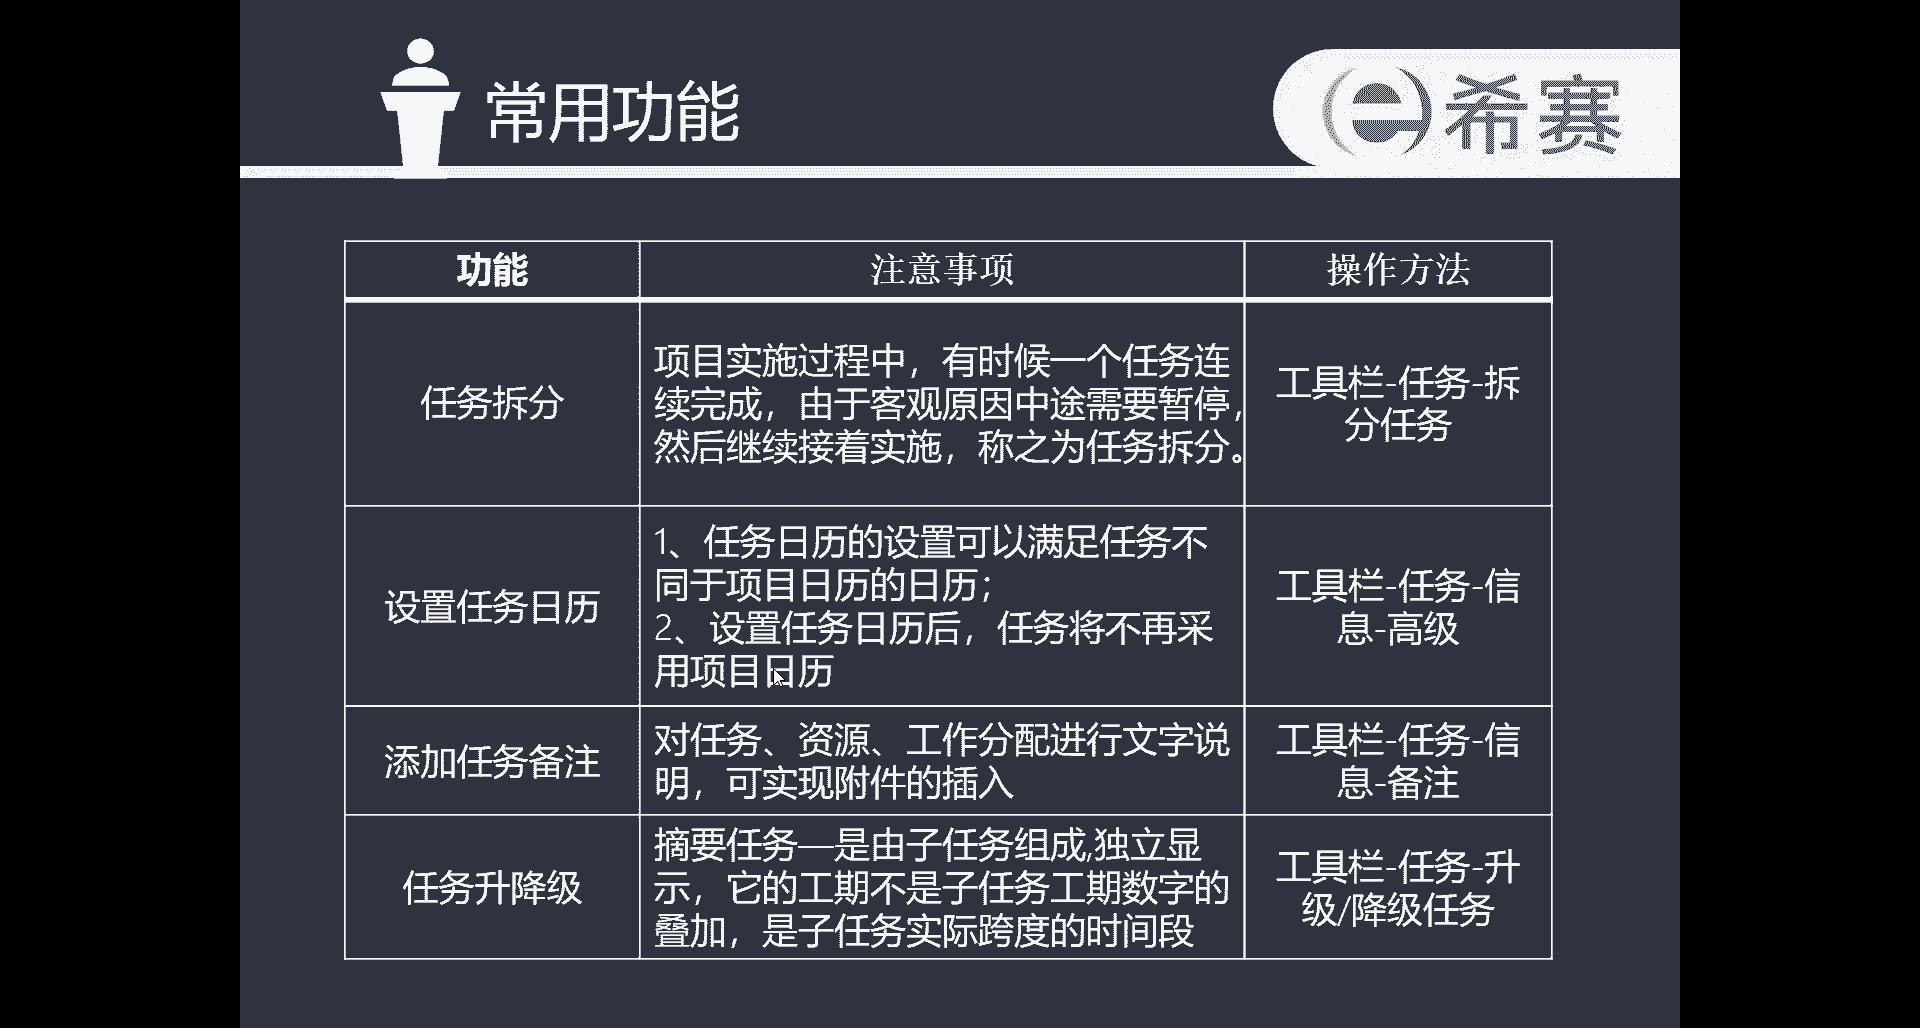 常用功能
希赛
功能
注意事项
操作方法
任务拆分
项目实施过程中，有时候一个任务连
续完成，由于客观原因中途需要暂停，
然后继续接着实施，称之为任务拆分。
工具栏-任务-拆
分任务
设置任务日历
1、任务日历的设置可以满足任务不
同于项目日历的日历；
2、设置任务日历后，任务将不再采
用项目日历
工具栏-任务-信
息-高级
添加任务备注
对任务、资源、工作分配进行文字说
明，可实现附件的插入
工具栏-任务-信
息-备注
任务升降级
摘要任务—是由子任务组成,独立显
示，它的工期不是子任务工期数字的
叠加，是子任务实际跨度的时间段
工具栏-任务-升
级/降级任务